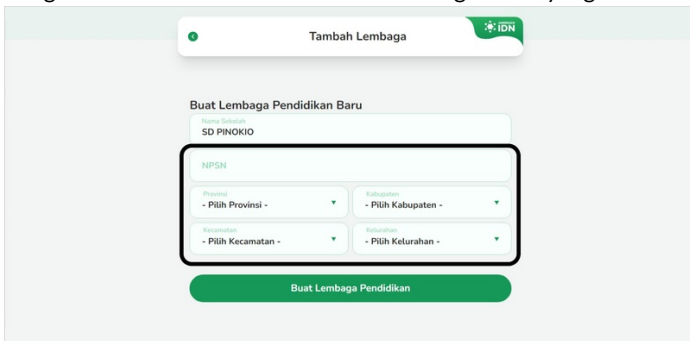 Tambah Lembaga
IDN
Buat Lembaga Pendidikan Baru
Nama Sekolah
SD PINOKIO
NPSN
Provinsi
- Pilih Provinsi -
Kabupaten
- Pilih Kabupaten -
Kecamatan
- Pilih Kecamatan -
Kelurahan
- Pilih Kelurahan -
Buat Lembaga Pendidikan